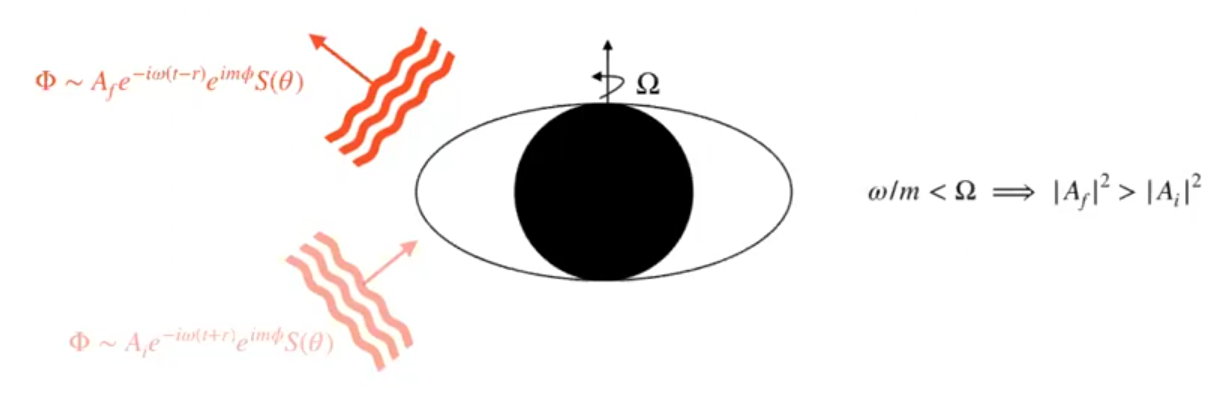 Φ ∼ A_f e^{−iω(t−r)} e^{imϕ} S(θ)
Ω
ω/m < Ω ⟹ |A_f|² > |A_i|²
Φ ∼ A_i e^{−iω(t+r)} e^{imϕ} S(θ)